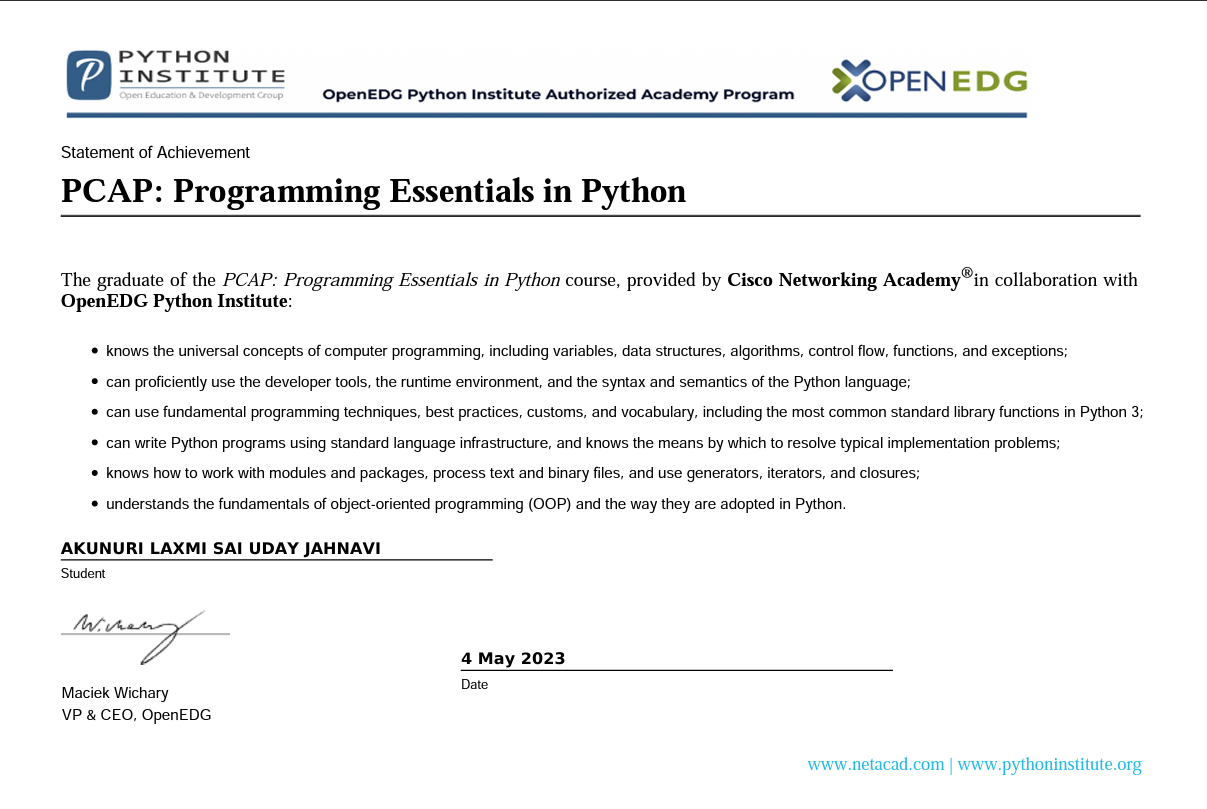 PYTHON
INSTITUTE
Open Education & Development Group
OpenEDG Python Institute Authorized Academy Program
OPENEDG
Statement of Achievement
PCAP: Programming Essentials in Python
The graduate of the PCAP: Programming Essentials in Python course, provided by Cisco Networking Academy®in collaboration with
OpenEDG Python Institute:
• knows the universal concepts of computer programming, including variables, data structures, algorithms, control flow, functions, and exceptions;
• can proficiently use the developer tools, the runtime environment, and the syntax and semantics of the Python language;
• can use fundamental programming techniques, best practices, customs, and vocabulary, including the most common standard library functions in Python 3;
• can write Python programs using standard language infrastructure, and knows the means by which to resolve typical implementation problems;
• knows how to work with modules and packages, process text and binary files, and use generators, iterators, and closures;
• understands the fundamentals of object-oriented programming (OOP) and the way they are adopted in Python.
AKUNURI LAXMI SAI UDAY JAHNAVI
Student
W.chary
4 May 2023
Date
Maciek Wichary
VP & CEO, OpenEDG
www.netacad.com | www.pythoninstitute.org